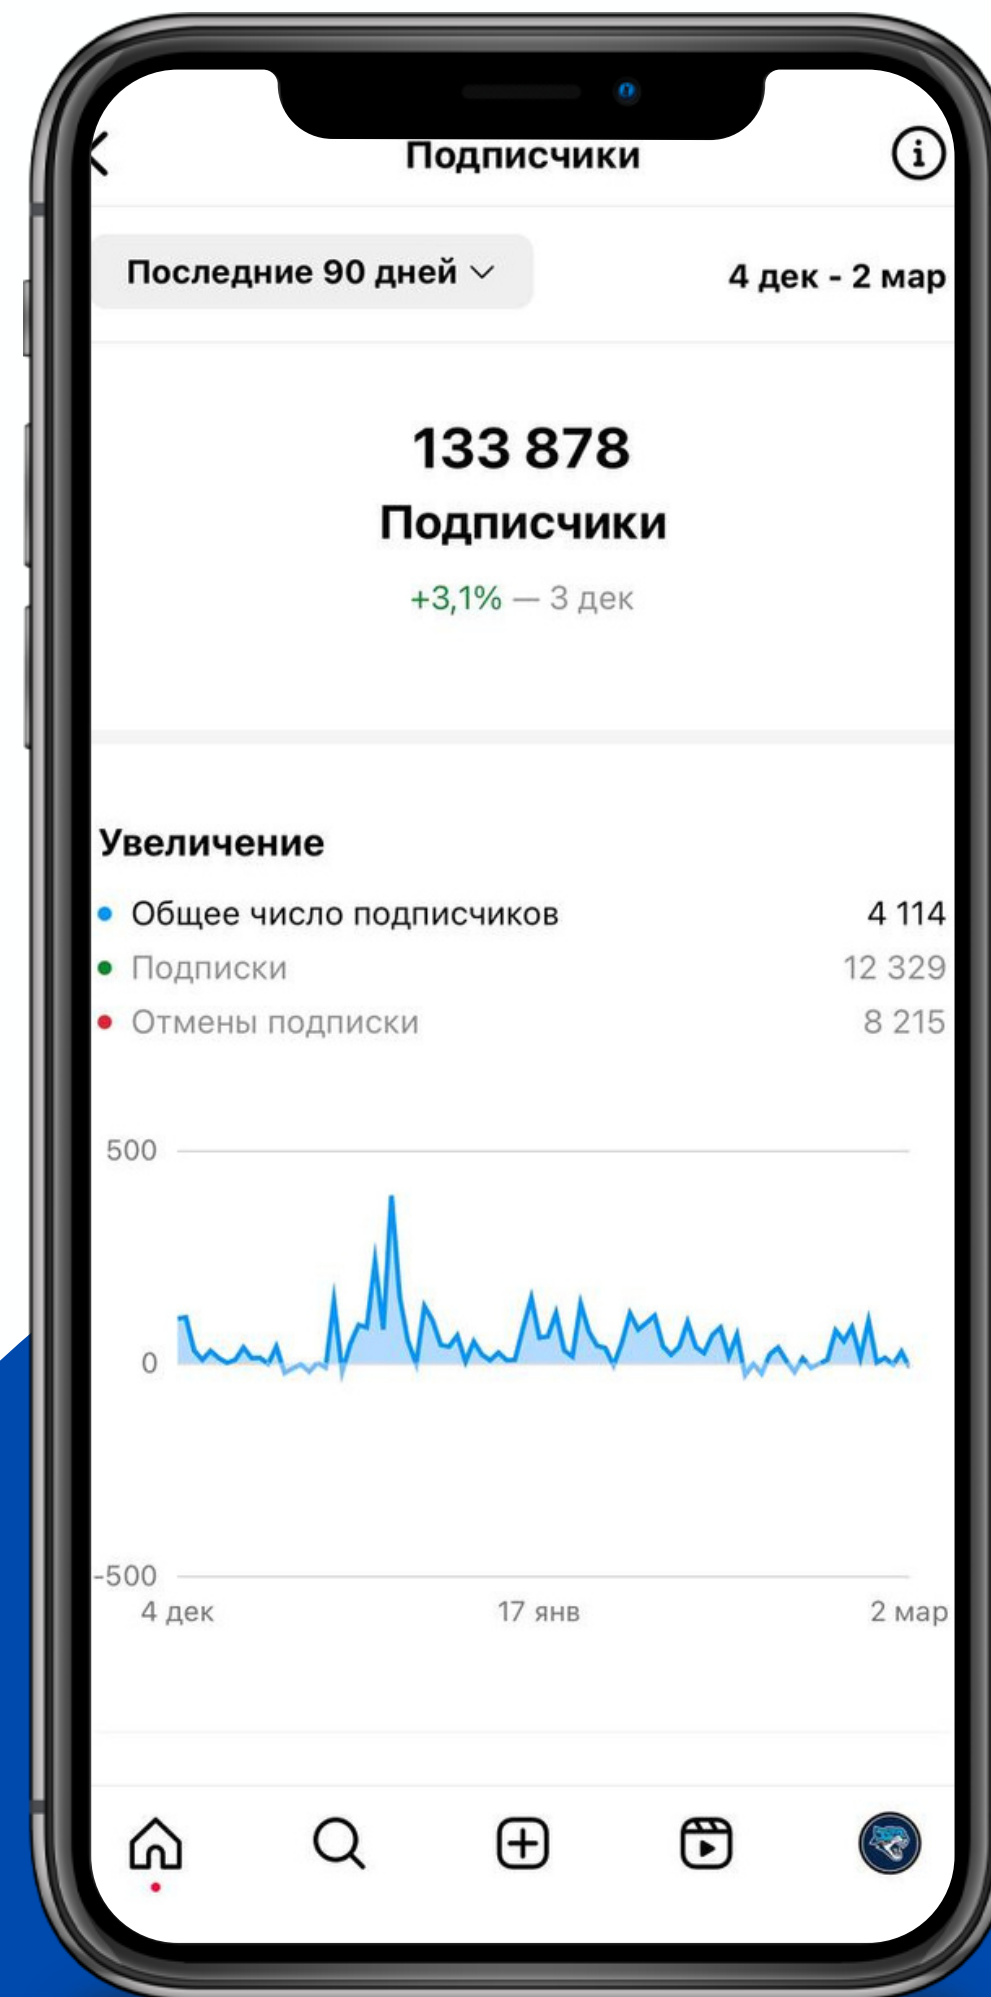 Подписчики
Последние 90 дней
4 дек - 2 мар
133 878
Подписчики
+3,1% — 3 дек
Увеличение
Общее число подписчиков 4 114
Подписки 12 329
Отмены подписки 8 215
500
0
-500
4 дек 17 янв 2 мар